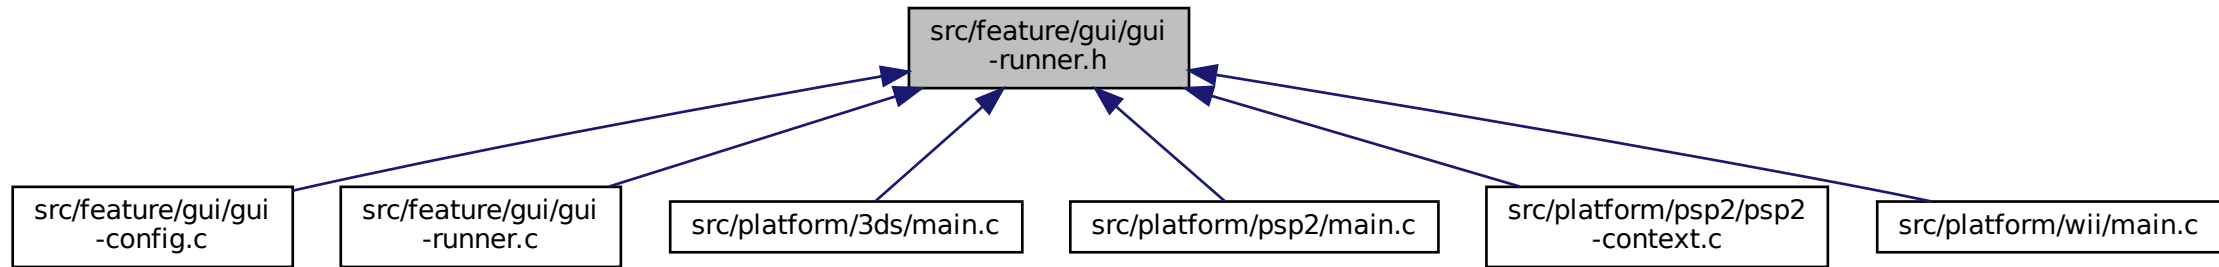 src/feature/gui/gui
-runner.h
src/feature/gui/gui
-config.c
src/feature/gui/gui
-runner.c
src/platform/3ds/main.c
src/platform/psp2/main.c
src/platform/psp2/psp2
-context.c
src/platform/wii/main.c